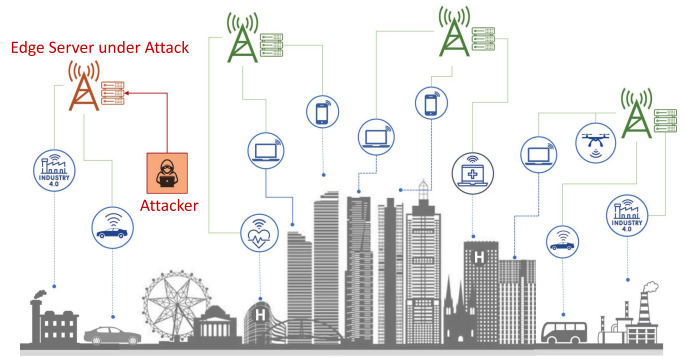 Edge Server under Attack
INDUSTRY
4.0
Attacker
H
H
INDUSTRY
4.0